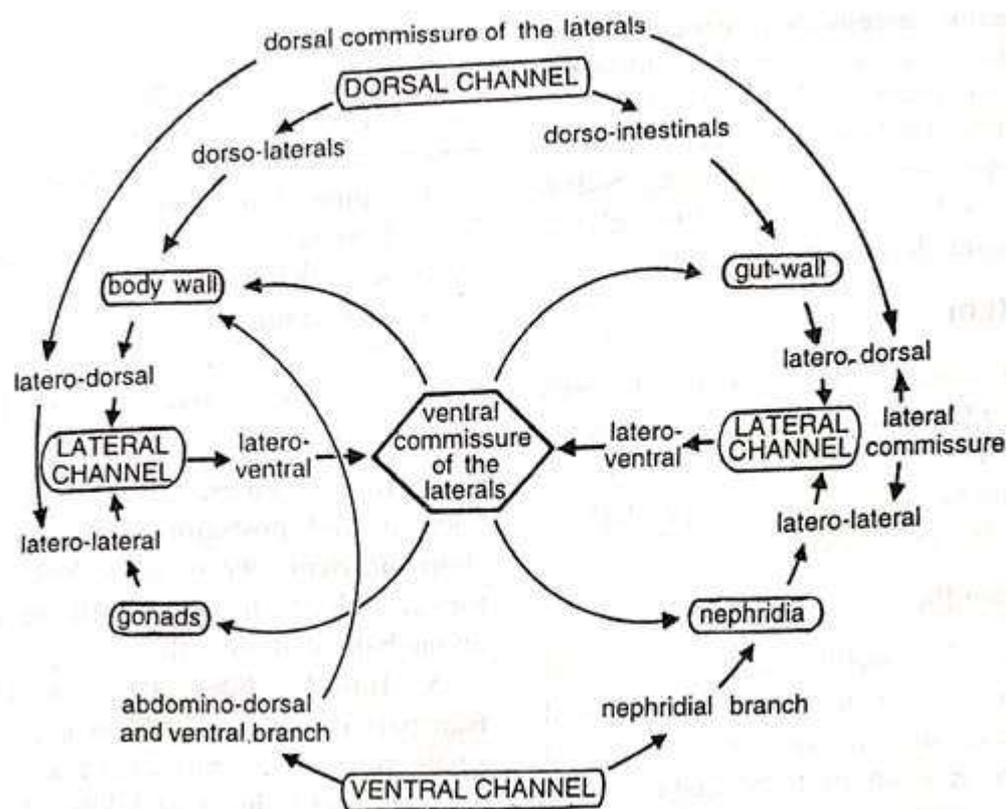 dorsal commissure of the laterals
DORSAL CHANNEL
dorso-laterals
dorso-intestinals
body wall
gut-wall
latero-dorsal
latero-dorsal
LATERAL
CHANNEL
latero-
ventral
ventral
commissure
of the
laterals
latero-
ventral
LATERAL
CHANNEL
lateral
commissure
latero-lateral
latero-lateral
gonads
nephridia
abdomino-dorsal
and ventral branch
nephridial branch
VENTRAL CHANNEL